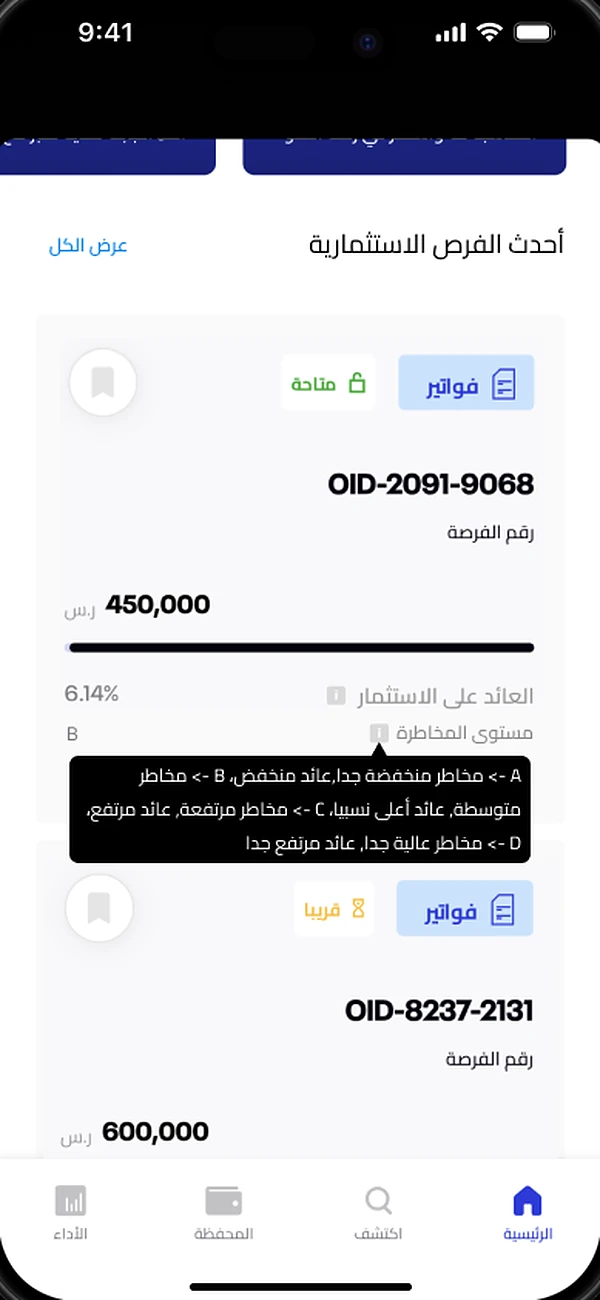 9:41
أحدث الفرص الاستثمارية
عرض الكل
فواتير
متاحة
OID-2091-9068
رقم الفرصة
450,000 ر.س
العائد على الاستثمار
6.14%
مستوى المخاطرة
B
A -> مخاطر منخفضة جدا,عائد منخفض، B -> مخاطر
متوسطة, عائد أعلى نسبيا، C -> مخاطر مرتفعة, عائد مرتفع،
D -> مخاطر عالية جدا, عائد مرتفع جدا
فواتير
قريبا
OID-8237-2131
رقم الفرصة
600,000 ر.س
الرئيسية
اكتشف
المحفظة
الأداء